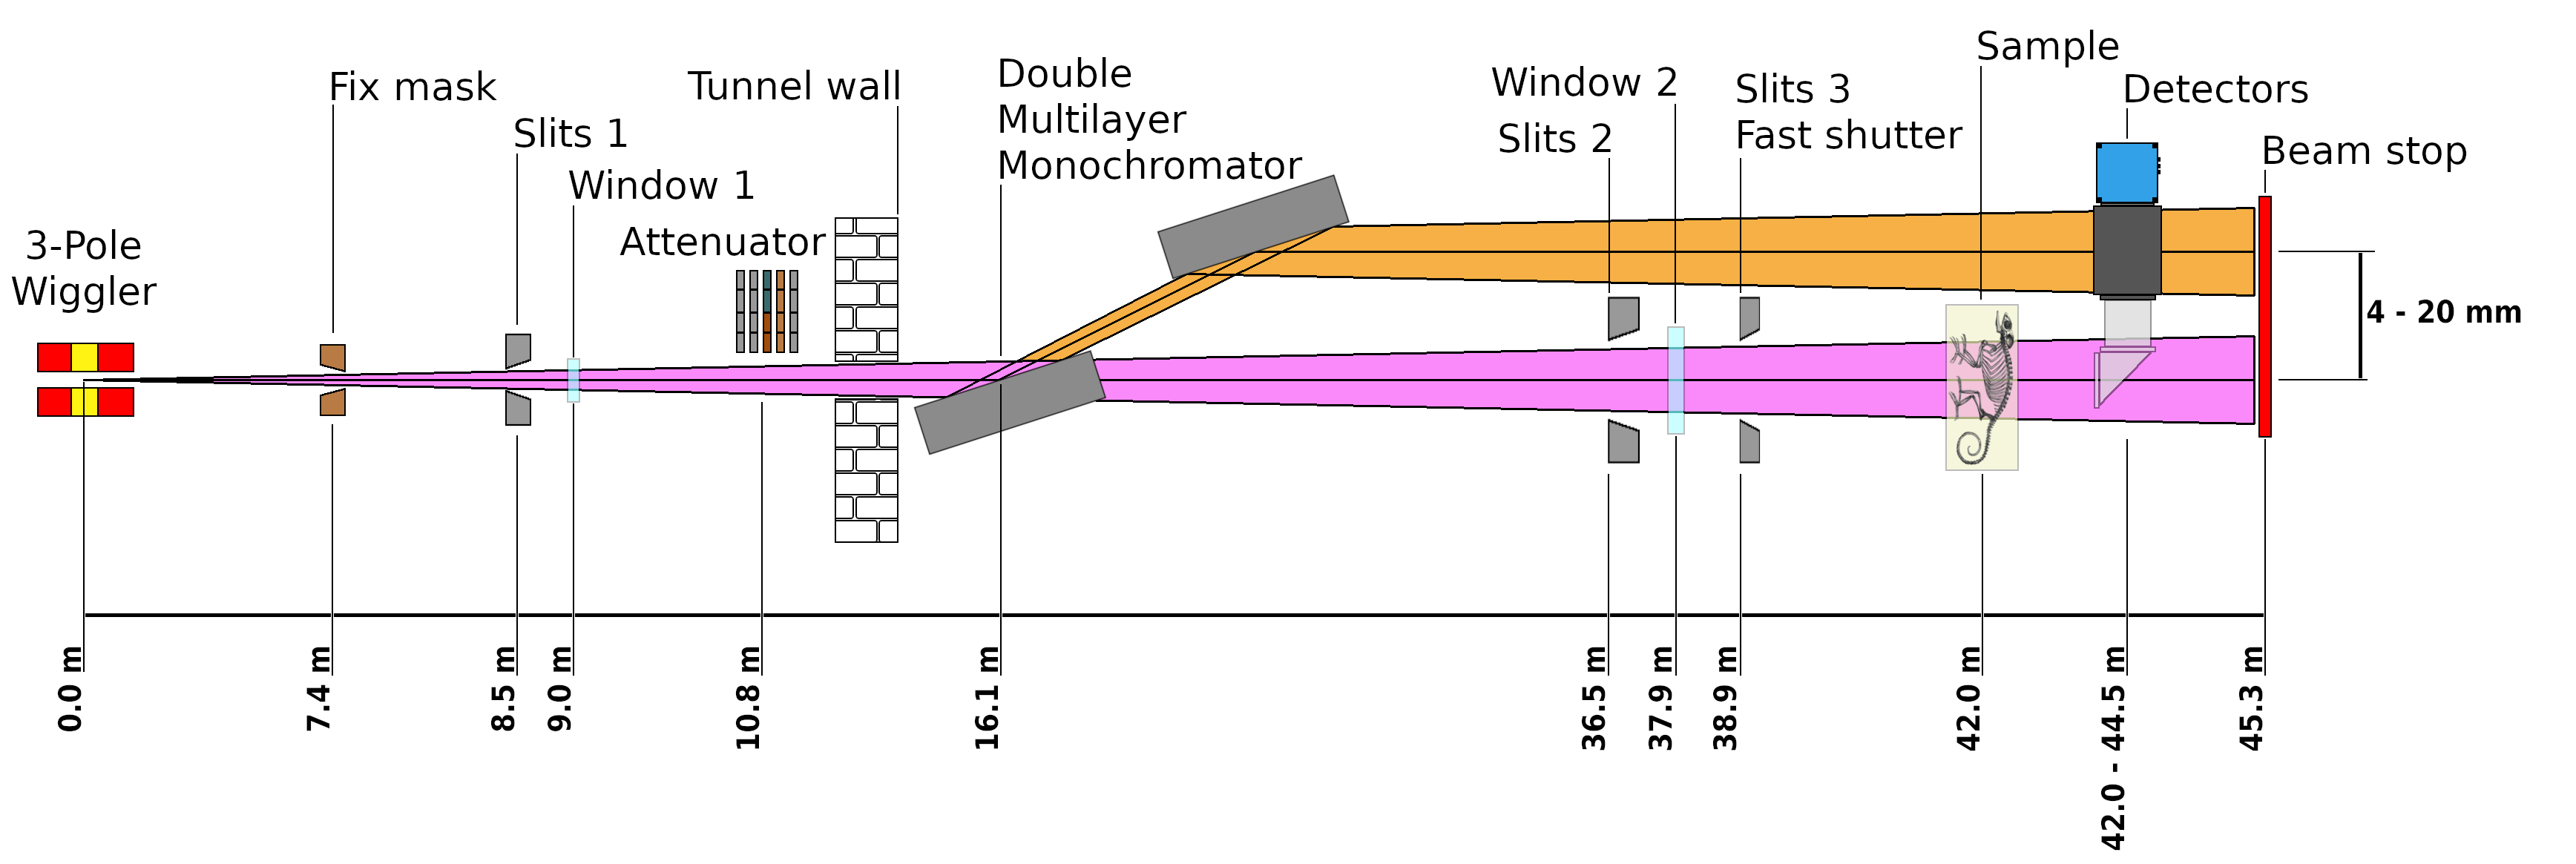 3-Pole
Wiggler
Fix mask
Slits 1
Window 1
Attenuator
Tunnel wall
Double
Multilayer
Monochromator
Window 2
Slits 2
Slits 3
Fast shutter
Sample
Detectors
Beam stop
4 - 20 mm
0.0 m
7.4 m
8.5 m
9.0 m
10.8 m
16.1 m
36.5 m
37.9 m
38.9 m
42.0 m
42.0 - 44.5 m
45.3 m